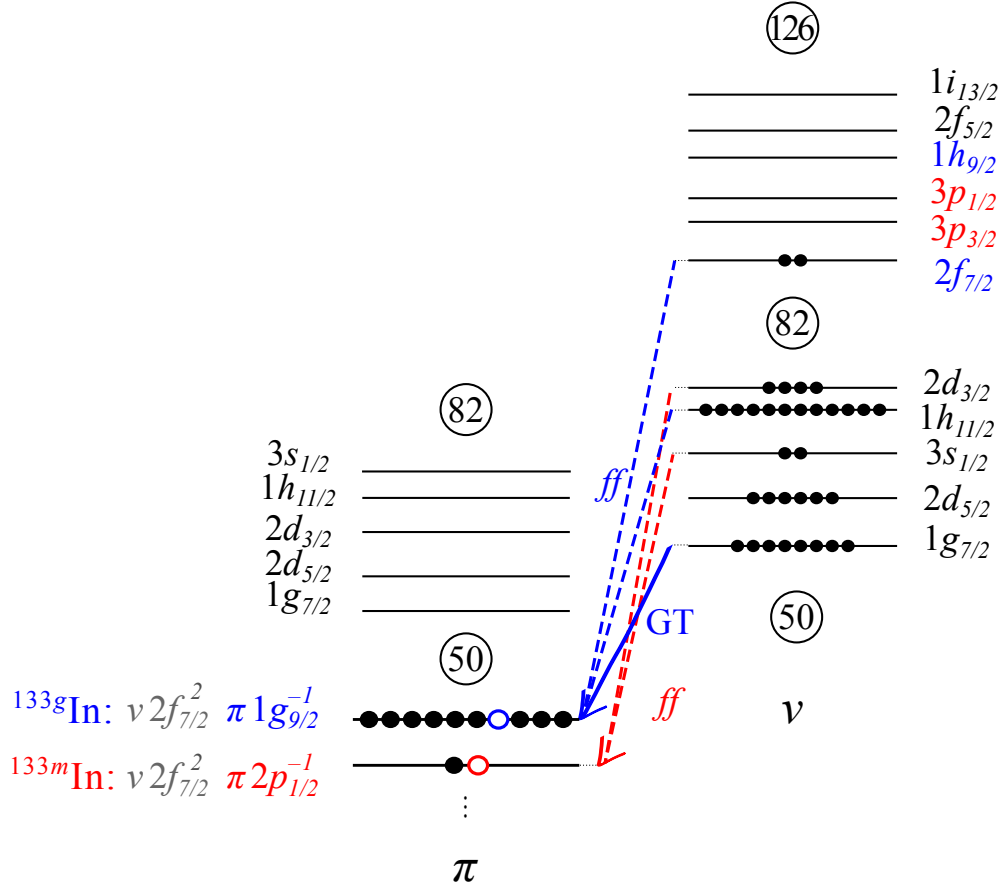 126
1i13/2
2f5/2
1h9/2
3p1/2
3p3/2
2f7/2
82
2d3/2
1h11/2
3s1/2
2d5/2
1g7/2
50
ν
82
3s1/2
1h11/2
2d3/2
2d5/2
1g7/2
50
ff
GT
ff
133gIn: ν 2f7/2^2 π 1g9/2^-1
133mIn: ν 2f7/2^2 π 2p1/2^-1
⋮
π